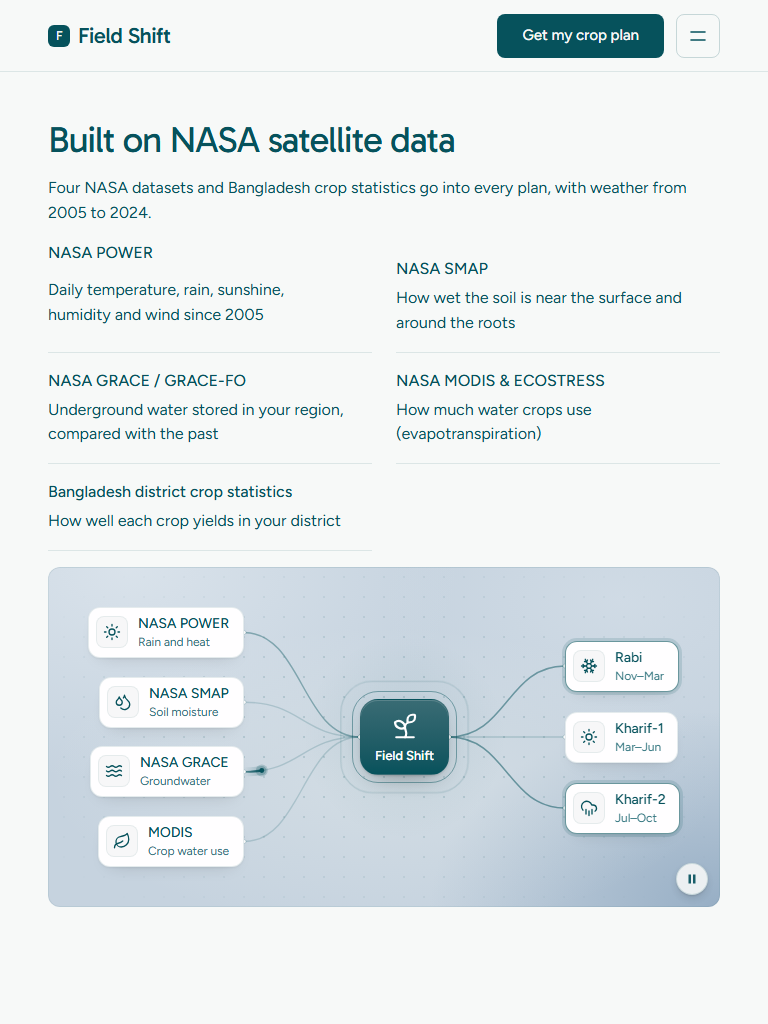 F Field Shift
Get my crop plan
Built on NASA satellite data
Four NASA datasets and Bangladesh crop statistics go into every plan, with weather from
2005 to 2024.
NASA POWER
Daily temperature, rain, sunshine,
humidity and wind since 2005
NASA SMAP
How wet the soil is near the surface and
around the roots
NASA GRACE / GRACE-FO
Underground water stored in your region,
compared with the past
NASA MODIS & ECOSTRESS
How much water crops use
(evapotranspiration)
Bangladesh district crop statistics
How well each crop yields in your district
NASA POWER
Rain and heat
NASA SMAP
Soil moisture
NASA GRACE
Groundwater
MODIS
Crop water use
Field Shift
Rabi
Nov–Mar
Kharif-1
Mar–Jun
Kharif-2
Jul–Oct